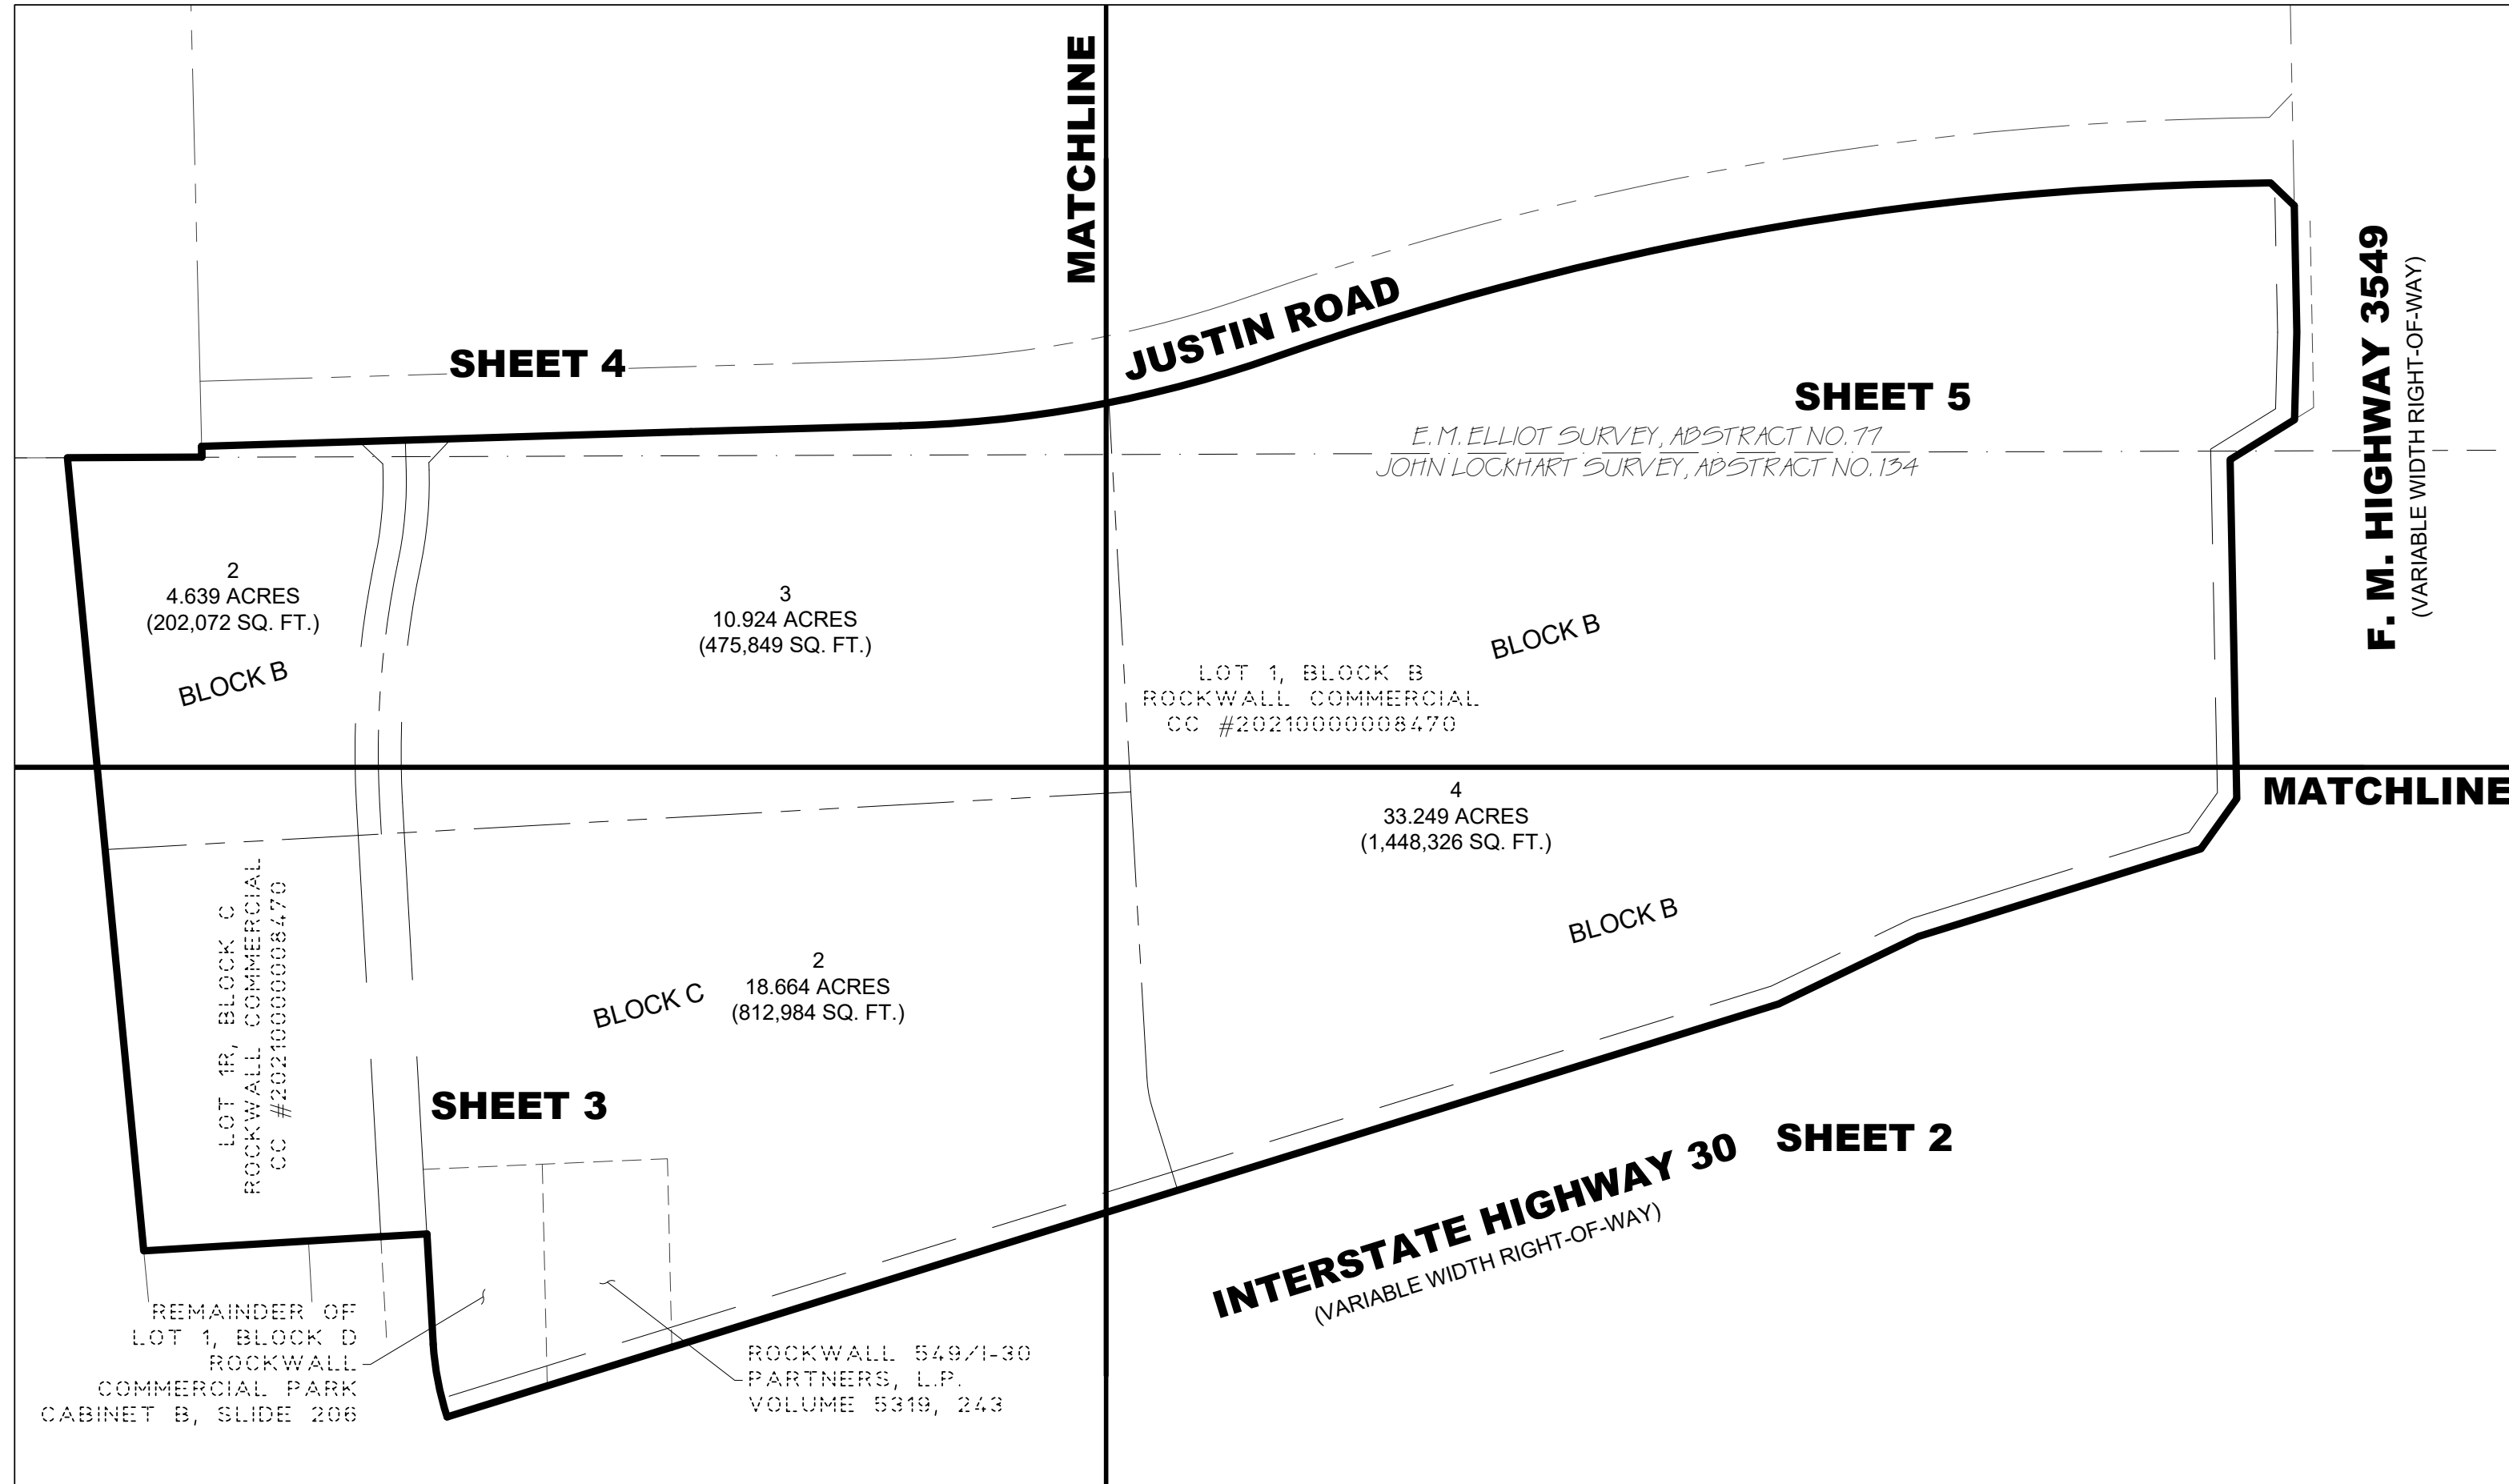 MATCHLINE
JUSTIN ROAD
SHEET 4
SHEET 5
F. M. HIGHWAY 3549
(VARIABLE WIDTH RIGHT-OF-WAY)
E. M. ELLIOT SURVEY, ABSTRACT NO. 77
JOHN LOCKHART SURVEY, ABSTRACT NO. 134
2
4.639 ACRES
(202,072 SQ. FT.)
BLOCK B
3
10.924 ACRES
(475,849 SQ. FT.)
BLOCK B
LOT 1, BLOCK B
ROCKWALL COMMERCIAL
CC #20210000008470
MATCHLINE
4
33.249 ACRES
(1,448,326 SQ. FT.)
BLOCK B
LOT 1R, BLOCK C
ROCKWALL COMMERCIAL
CC #20210000008470
BLOCK C
2
18.664 ACRES
(812,984 SQ. FT.)
SHEET 3
SHEET 2
INTERSTATE HIGHWAY 30
(VARIABLE WIDTH RIGHT-OF-WAY)
REMAINDER OF
LOT 1, BLOCK D
ROCKWALL
COMMERCIAL PARK
CABINET B, SLIDE 206
ROCKWALL 549/I-30
PARTNERS, L.P.
VOLUME 5319, 243